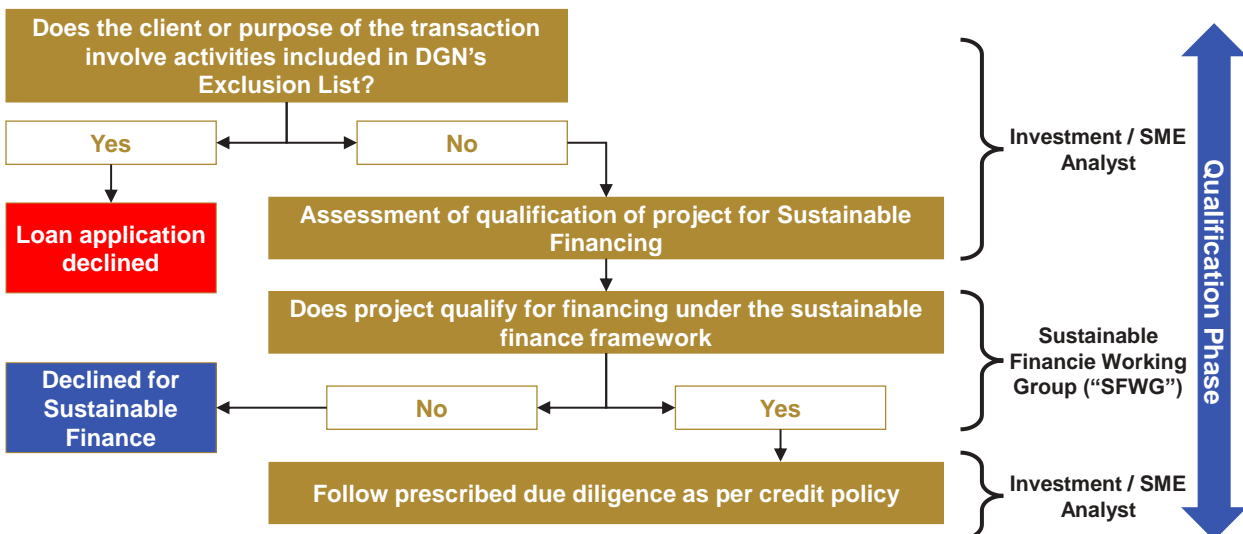 Does the client or purpose of the transaction
involve activities included in DGN's
Exclusion List?
Yes
No
Investment / SME
Analyst
Loan application
declined
Assessment of qualification of project for Sustainable
Financing
Does project qualify for financing under the sustainable
finance framework
Sustainable
Financie Working
Group (“SFWG”)
Declined for
Sustainable
Finance
No
Yes
Follow prescribed due diligence as per credit policy
Investment / SME
Analyst
Qualification Phase